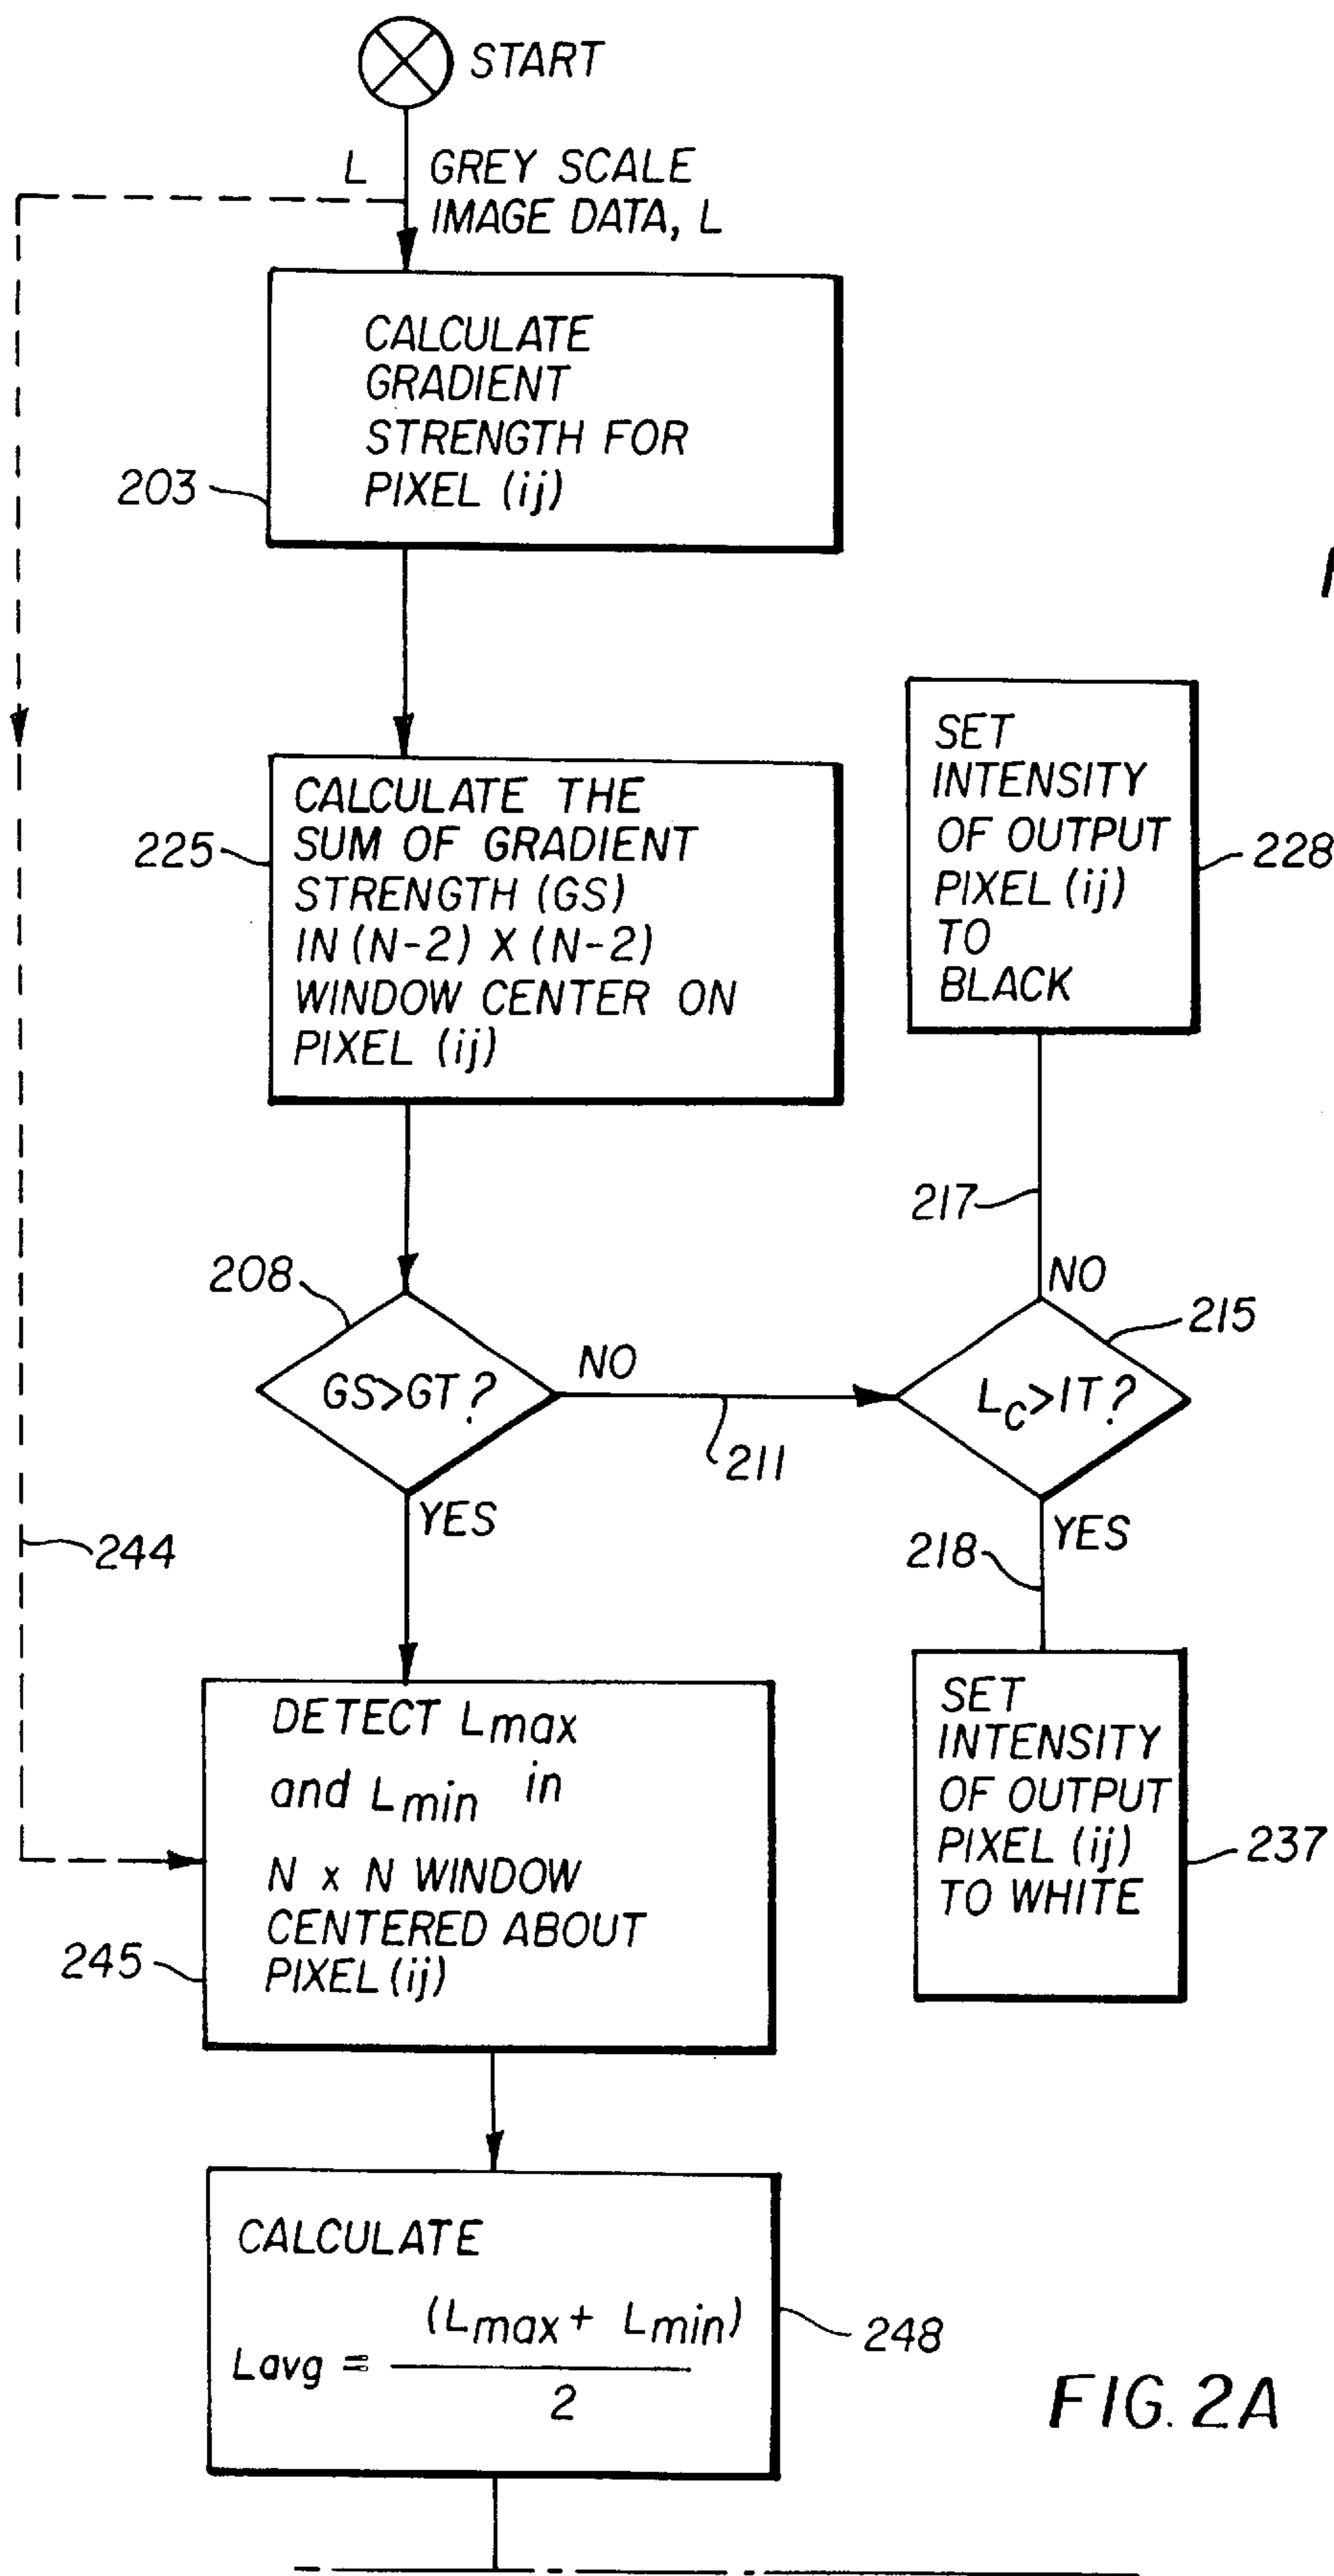 START
L
GREY SCALE
IMAGE DATA, L
CALCULATE
GRADIENT
STRENGTH FOR
PIXEL (ij)
203
CALCULATE THE
SUM OF GRADIENT
STRENGTH (GS)
IN (N-2) X (N-2)
WINDOW CENTER ON
PIXEL (ij)
225
SET
INTENSITY
OF OUTPUT
PIXEL (ij)
TO
BLACK
228
217
NO
208
GS>GT?
NO
211
L_C>IT?
215
YES
YES
218
244
DETECT Lmax
and Lmin in
N x N WINDOW
CENTERED ABOUT
PIXEL (ij)
245
SET
INTENSITY
OF OUTPUT
PIXEL (ij)
TO WHITE
237
CALCULATE
Lavg = (Lmax + Lmin)
2
248
FIG. 2A